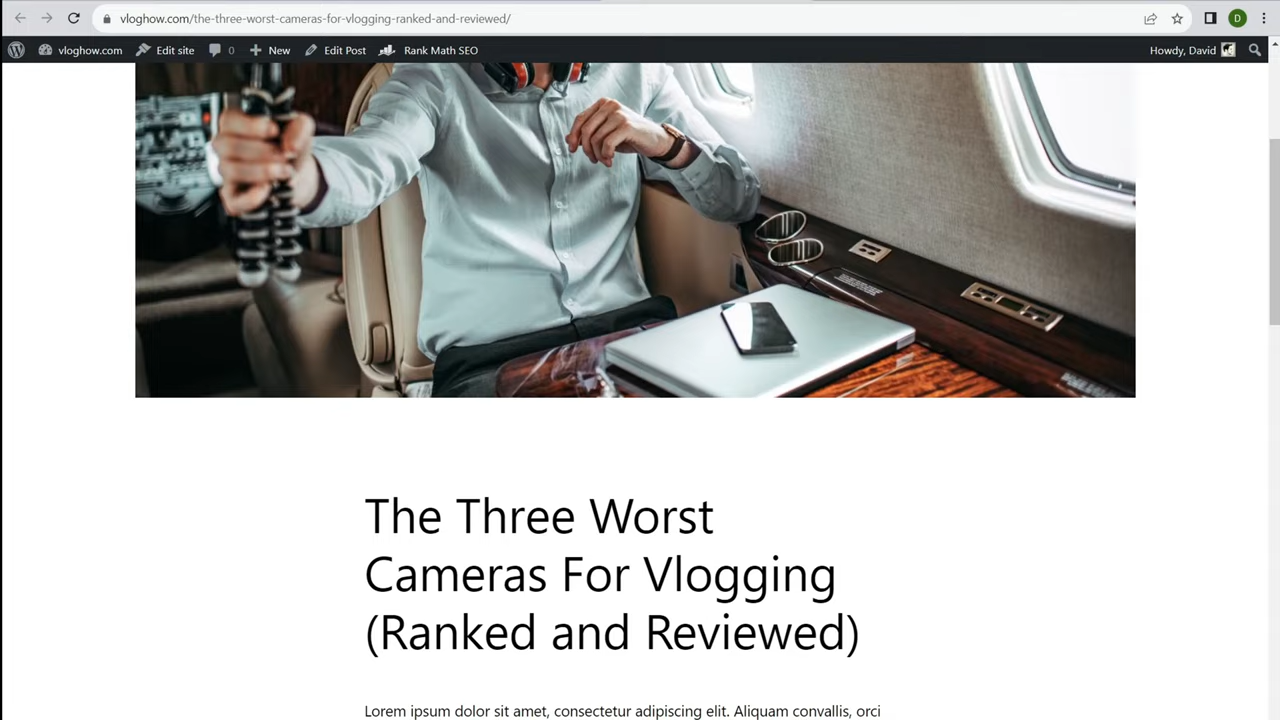 vloghow.com/the-three-worst-cameras-for-vlogging-ranked-and-reviewed/
D
vloghow.com Edit site 0 New Edit Post Rank Math SEO Howdy, David
The Three Worst
Cameras For Vlogging
(Ranked and Reviewed)
Lorem ipsum dolor sit amet, consectetur adipiscing elit. Aliquam convallis, orci